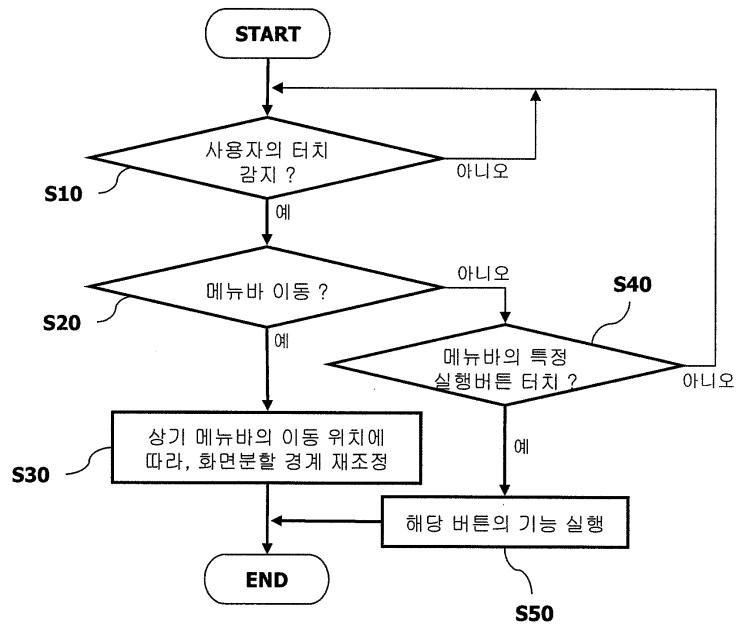 START
사용자의 터치
감지 ?
아니오
S10
예
메뉴바 이동 ?
아니오
S20
S40
예
메뉴바의 특정
실행버튼 터치 ?
아니오
상기 메뉴바의 이동 위치에
따라, 화면분할 경계 재조정
예
S30
해당 버튼의 기능 실행
END
S50